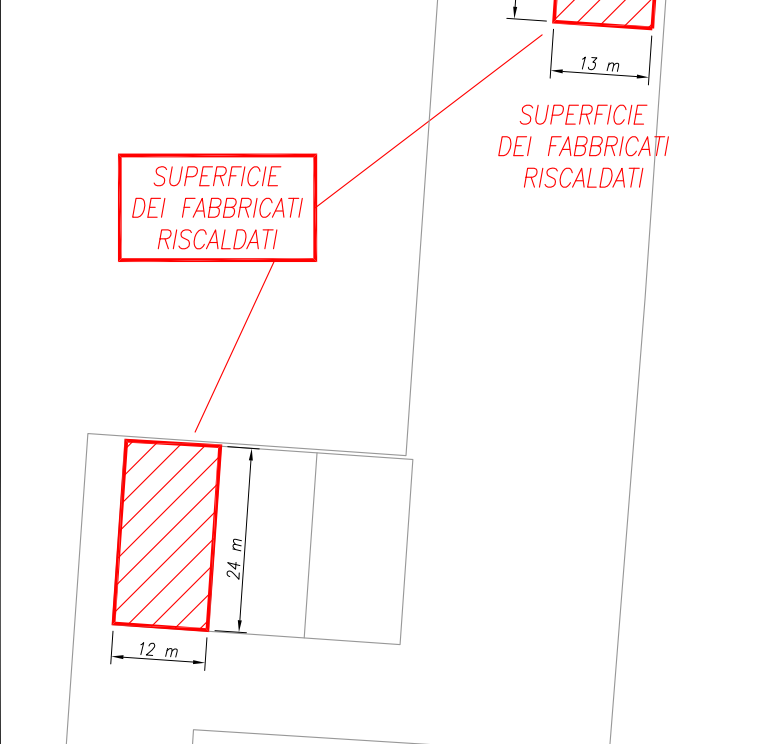 13 m
SUPERFICIE
DEI FABBRICATI
RISCALDATI
SUPERFICIE
DEI FABBRICATI
RISCALDATI
24 m
12 m